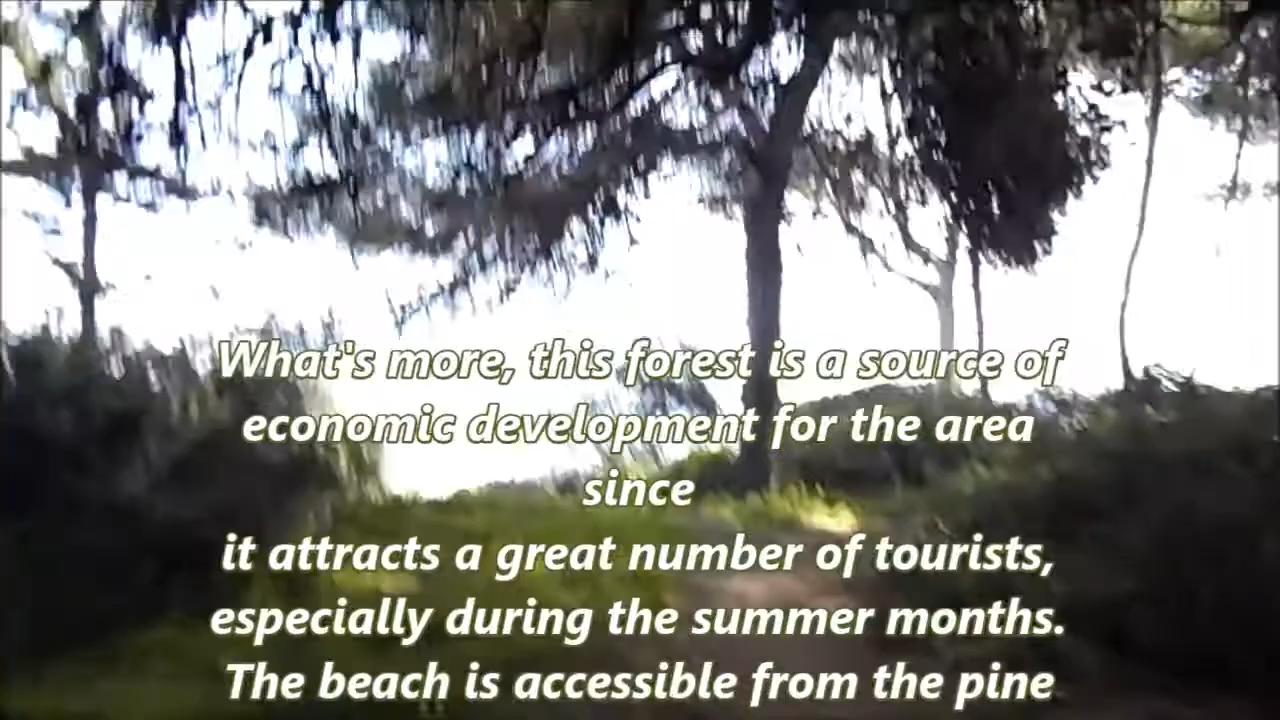 What's more, this forest is a source of
economic development for the area
since
it attracts a great number of tourists,
especially during the summer months.
The beach is accessible from the pine